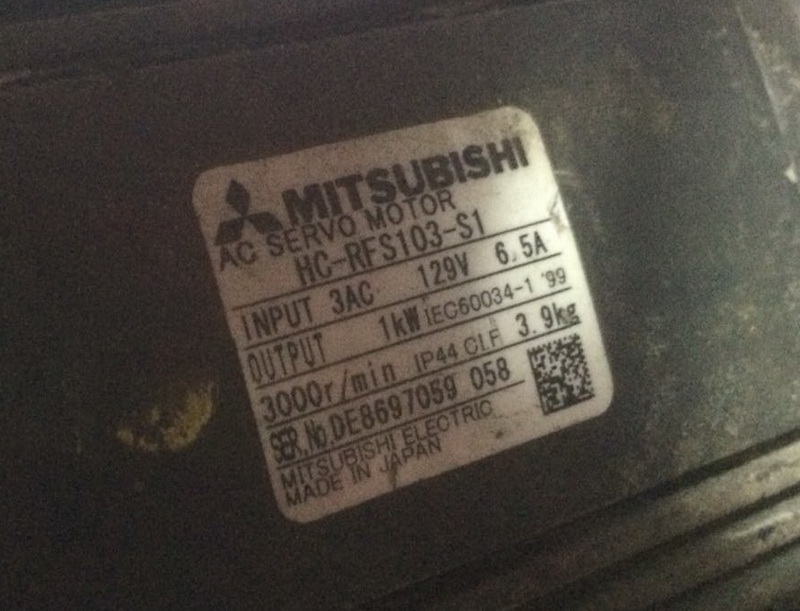 MITSUBISHI
AC SERVO MOTOR
HC-RFS103-S1
INPUT 3AC 129V 6.5A
OUTPUT 1kW IEC60034-1 '99
3000r/min IP44 Cl.F 3.9kg
SER.No.DE8697059 058
MITSUBISHI ELECTRIC
MADE IN JAPAN